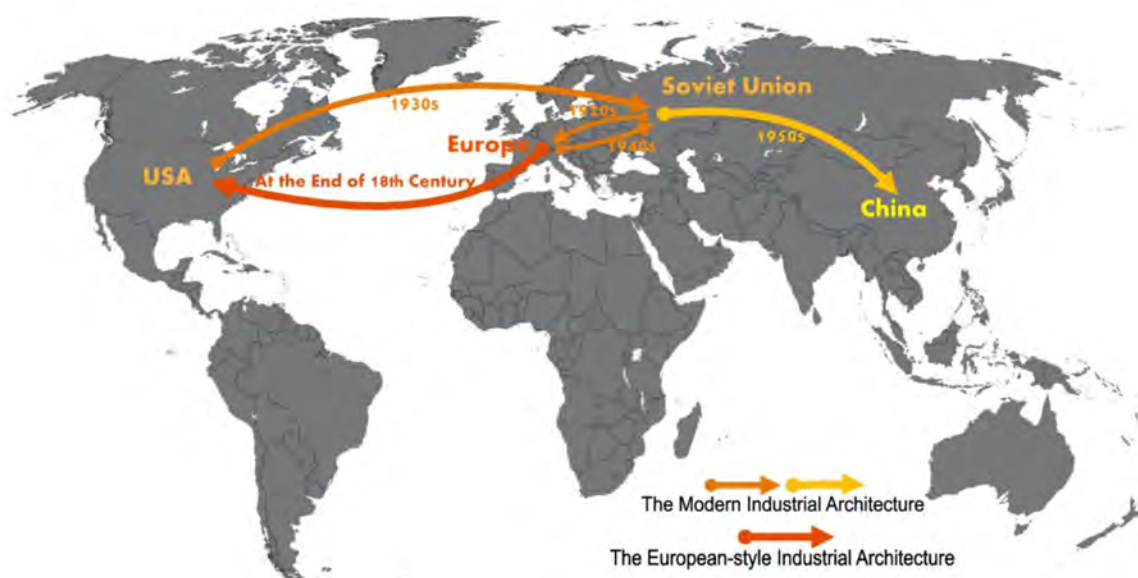 Soviet Union
1930s
1920s
Europe
1940s
1950s
USA
At the End of 18th Century
China
The Modern Industrial Architecture
The European-style Industrial Architecture